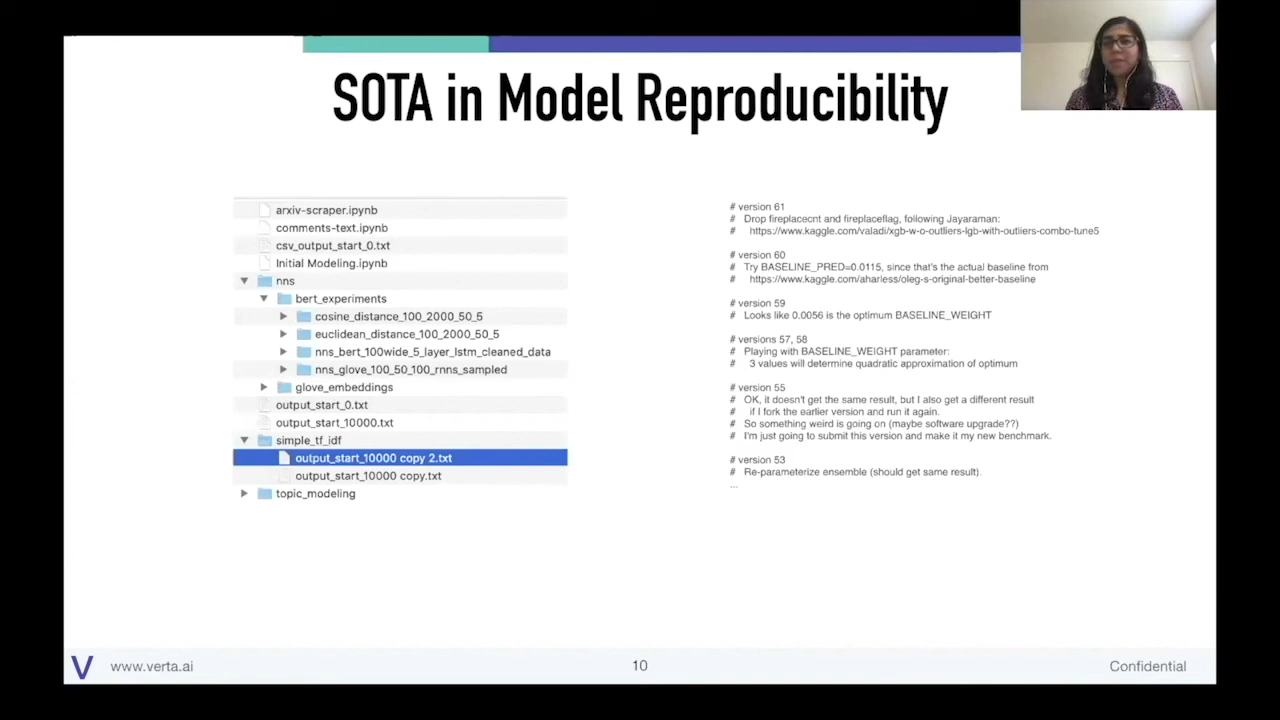 SOTA in Model Reproducibility
arxiv-scraper.ipynb
comments-text.ipynb
csv_output_start_0.txt
Initial Modeling.ipynb
nns
bert_experiments
cosine_distance_100_2000_50_5
euclidean_distance_100_2000_50_5
nns_bert_100wide_5_layer_lstm_cleaned_data
nns_glove_100_50_100_rnns_sampled
glove_embeddings
output_start_0.txt
output_start_10000.txt
simple_tf_idf
output_start_10000 copy 2.txt
output_start_10000 copy.txt
topic_modeling
# version 61
# Drop fireplacecnt and fireplaceflag, following Jayaraman:
# https://www.kaggle.com/valadi/xgb-w-o-outliers-lgb-with-outliers-combo-tune5
# version 60
# Try BASELINE_PRED=0.0115, since that's the actual baseline from
# https://www.kaggle.com/aharless/oleg-s-original-better-baseline
# version 59
# Looks like 0.0056 is the optimum BASELINE_WEIGHT
# versions 57, 58
# Playing with BASELINE_WEIGHT parameter:
# 3 values will determine quadratic approximation of optimum
# version 55
# OK, it doesn't get the same result, but I also get a different result
# if I fork the earlier version and run it again.
# So something weird is going on (maybe software upgrade??)
# I'm just going to submit this version and make it my new benchmark.
# version 53
# Re-parameterize ensemble (should get same result).
...
V www.verta.ai
10
Confidential